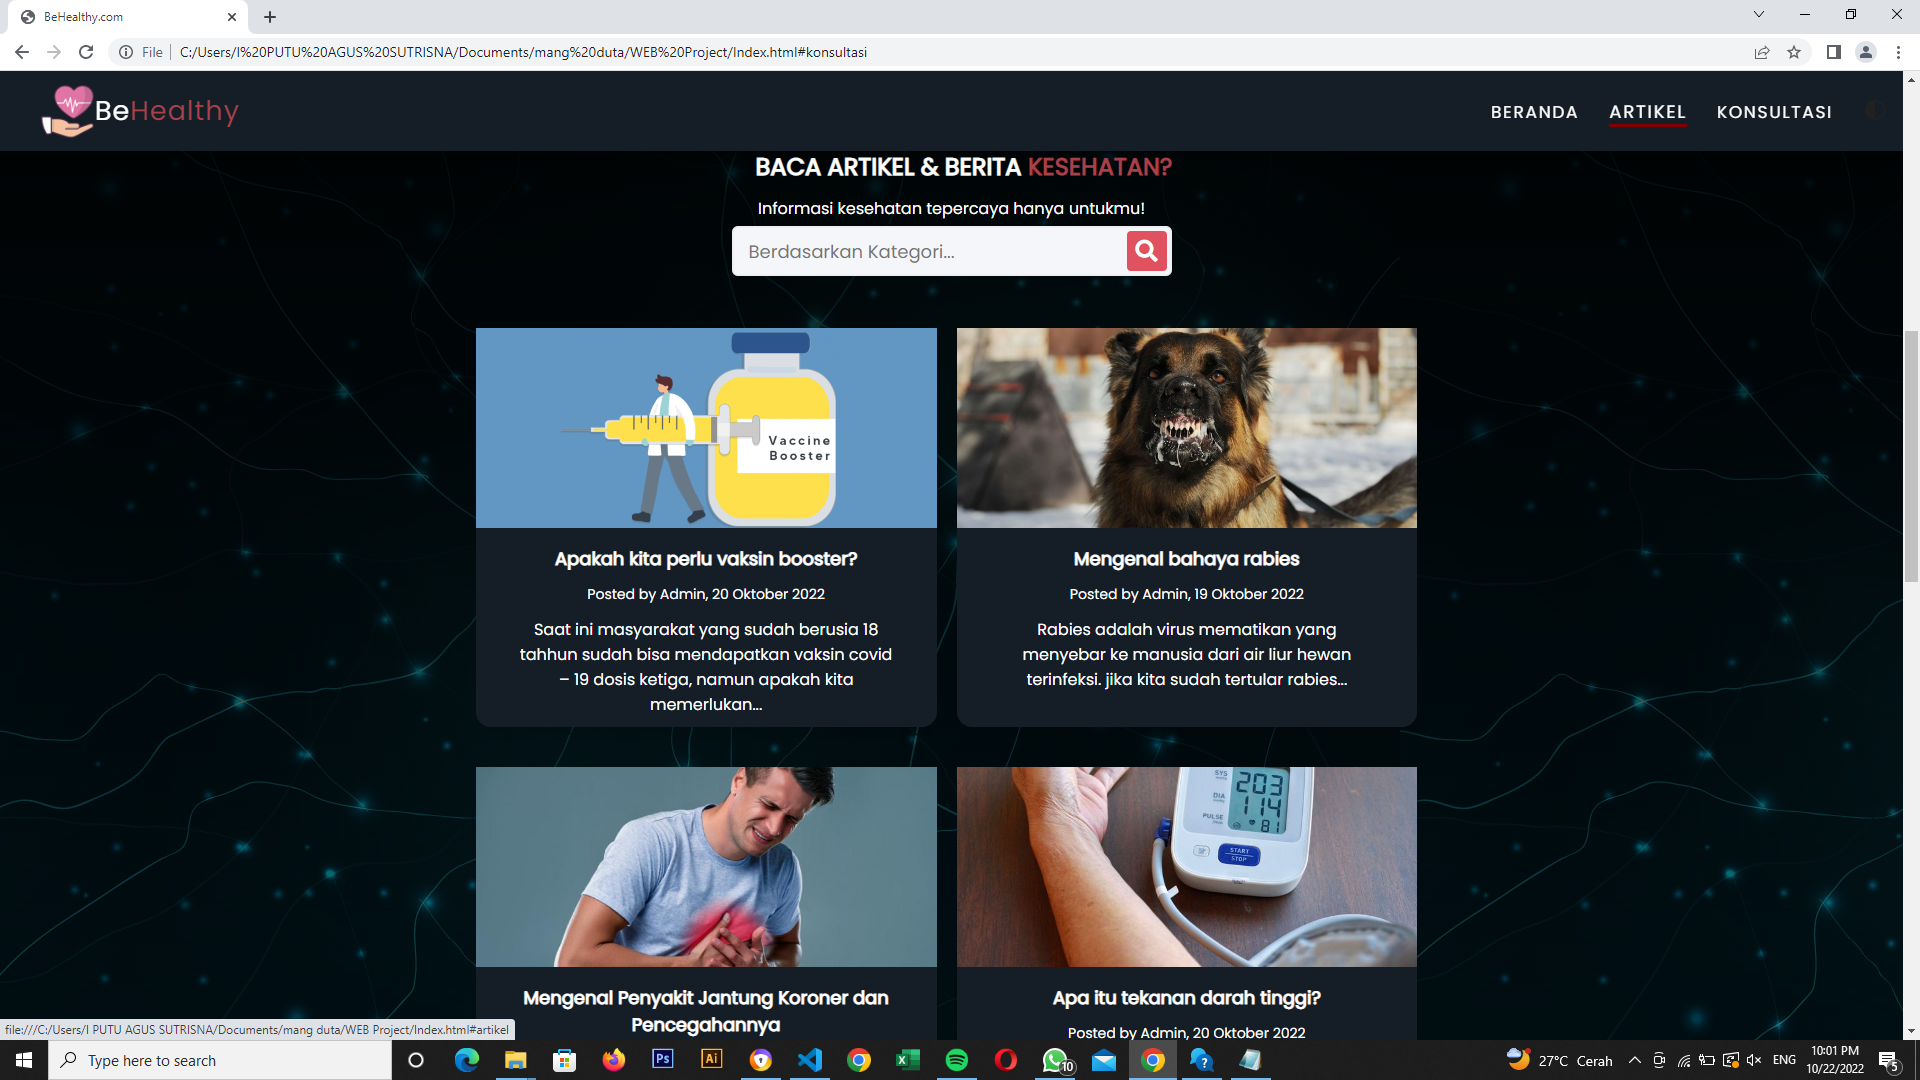 BeHealthy.com
File
C:/Users/I%20PUTU%20AGUS%20SUTRISNA/Documents/mang%20duta/WEB%20Project/Index.html#konsultasi
BeHealthy
BERANDA ARTIKEL KONSULTASI
BACA ARTIKEL & BERITA KESEHATAN?
Informasi kesehatan tepercaya hanya untukmu!
Berdasarkan Kategori...
Vaccine
Booster
Apakah kita perlu vaksin booster?
Posted by Admin, 20 Oktober 2022
Saat ini masyarakat yang sudah berusia 18
tahhun sudah bisa mendapatkan vaksin covid
– 19 dosis ketiga, namun apakah kita
memerlukan...
Mengenal bahaya rabies
Posted by Admin, 19 Oktober 2022
Rabies adalah virus mematikan yang
menyebar ke manusia dari air liur hewan
terinfeksi. jika kita sudah tertular rabies...
Mengenal Penyakit Jantung Koroner dan
Pencegahannya
SYS
203
DIA
114
PULSE
81
START
STOP
Apa itu tekanan darah tinggi?
Posted by Admin, 20 Oktober 2022
file:///C:/Users/I PUTU AGUS SUTRISNA/Documents/mang duta/WEB Project/Index.html#artikel
Type here to search
Ps
Ai
10
27°C Cerah
ENG
10:01 PM
10/22/2022
5